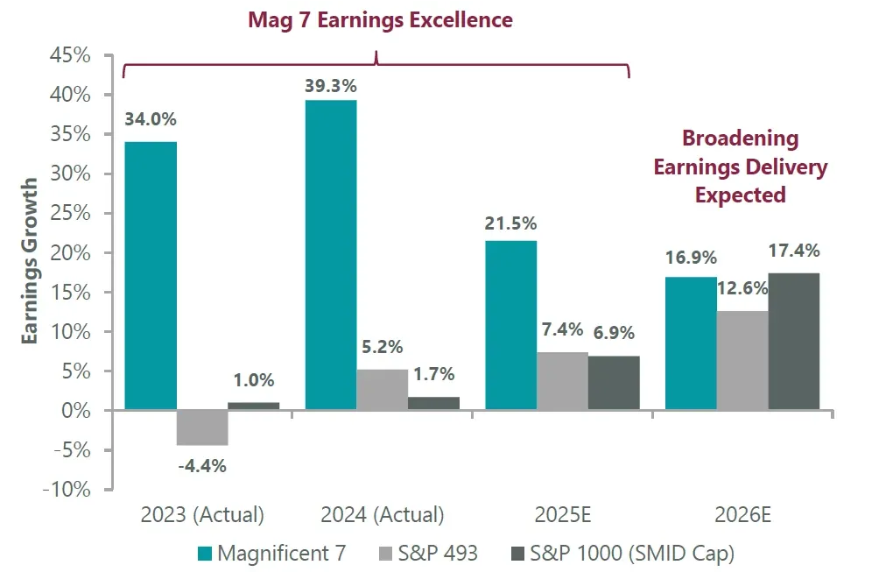 Mag 7 Earnings Excellence
45%
40%
35%
30%
25%
20%
15%
10%
5%
0%
-5%
-10%
Earnings Growth
34.0%
-4.4%
1.0%
39.3%
5.2%
1.7%
21.5%
7.4%
6.9%
Broadening
Earnings Delivery
Expected
16.9%
12.6%
17.4%
2023 (Actual)
2024 (Actual)
2025E
2026E
Magnificent 7
S&P 493
S&P 1000 (SMID Cap)